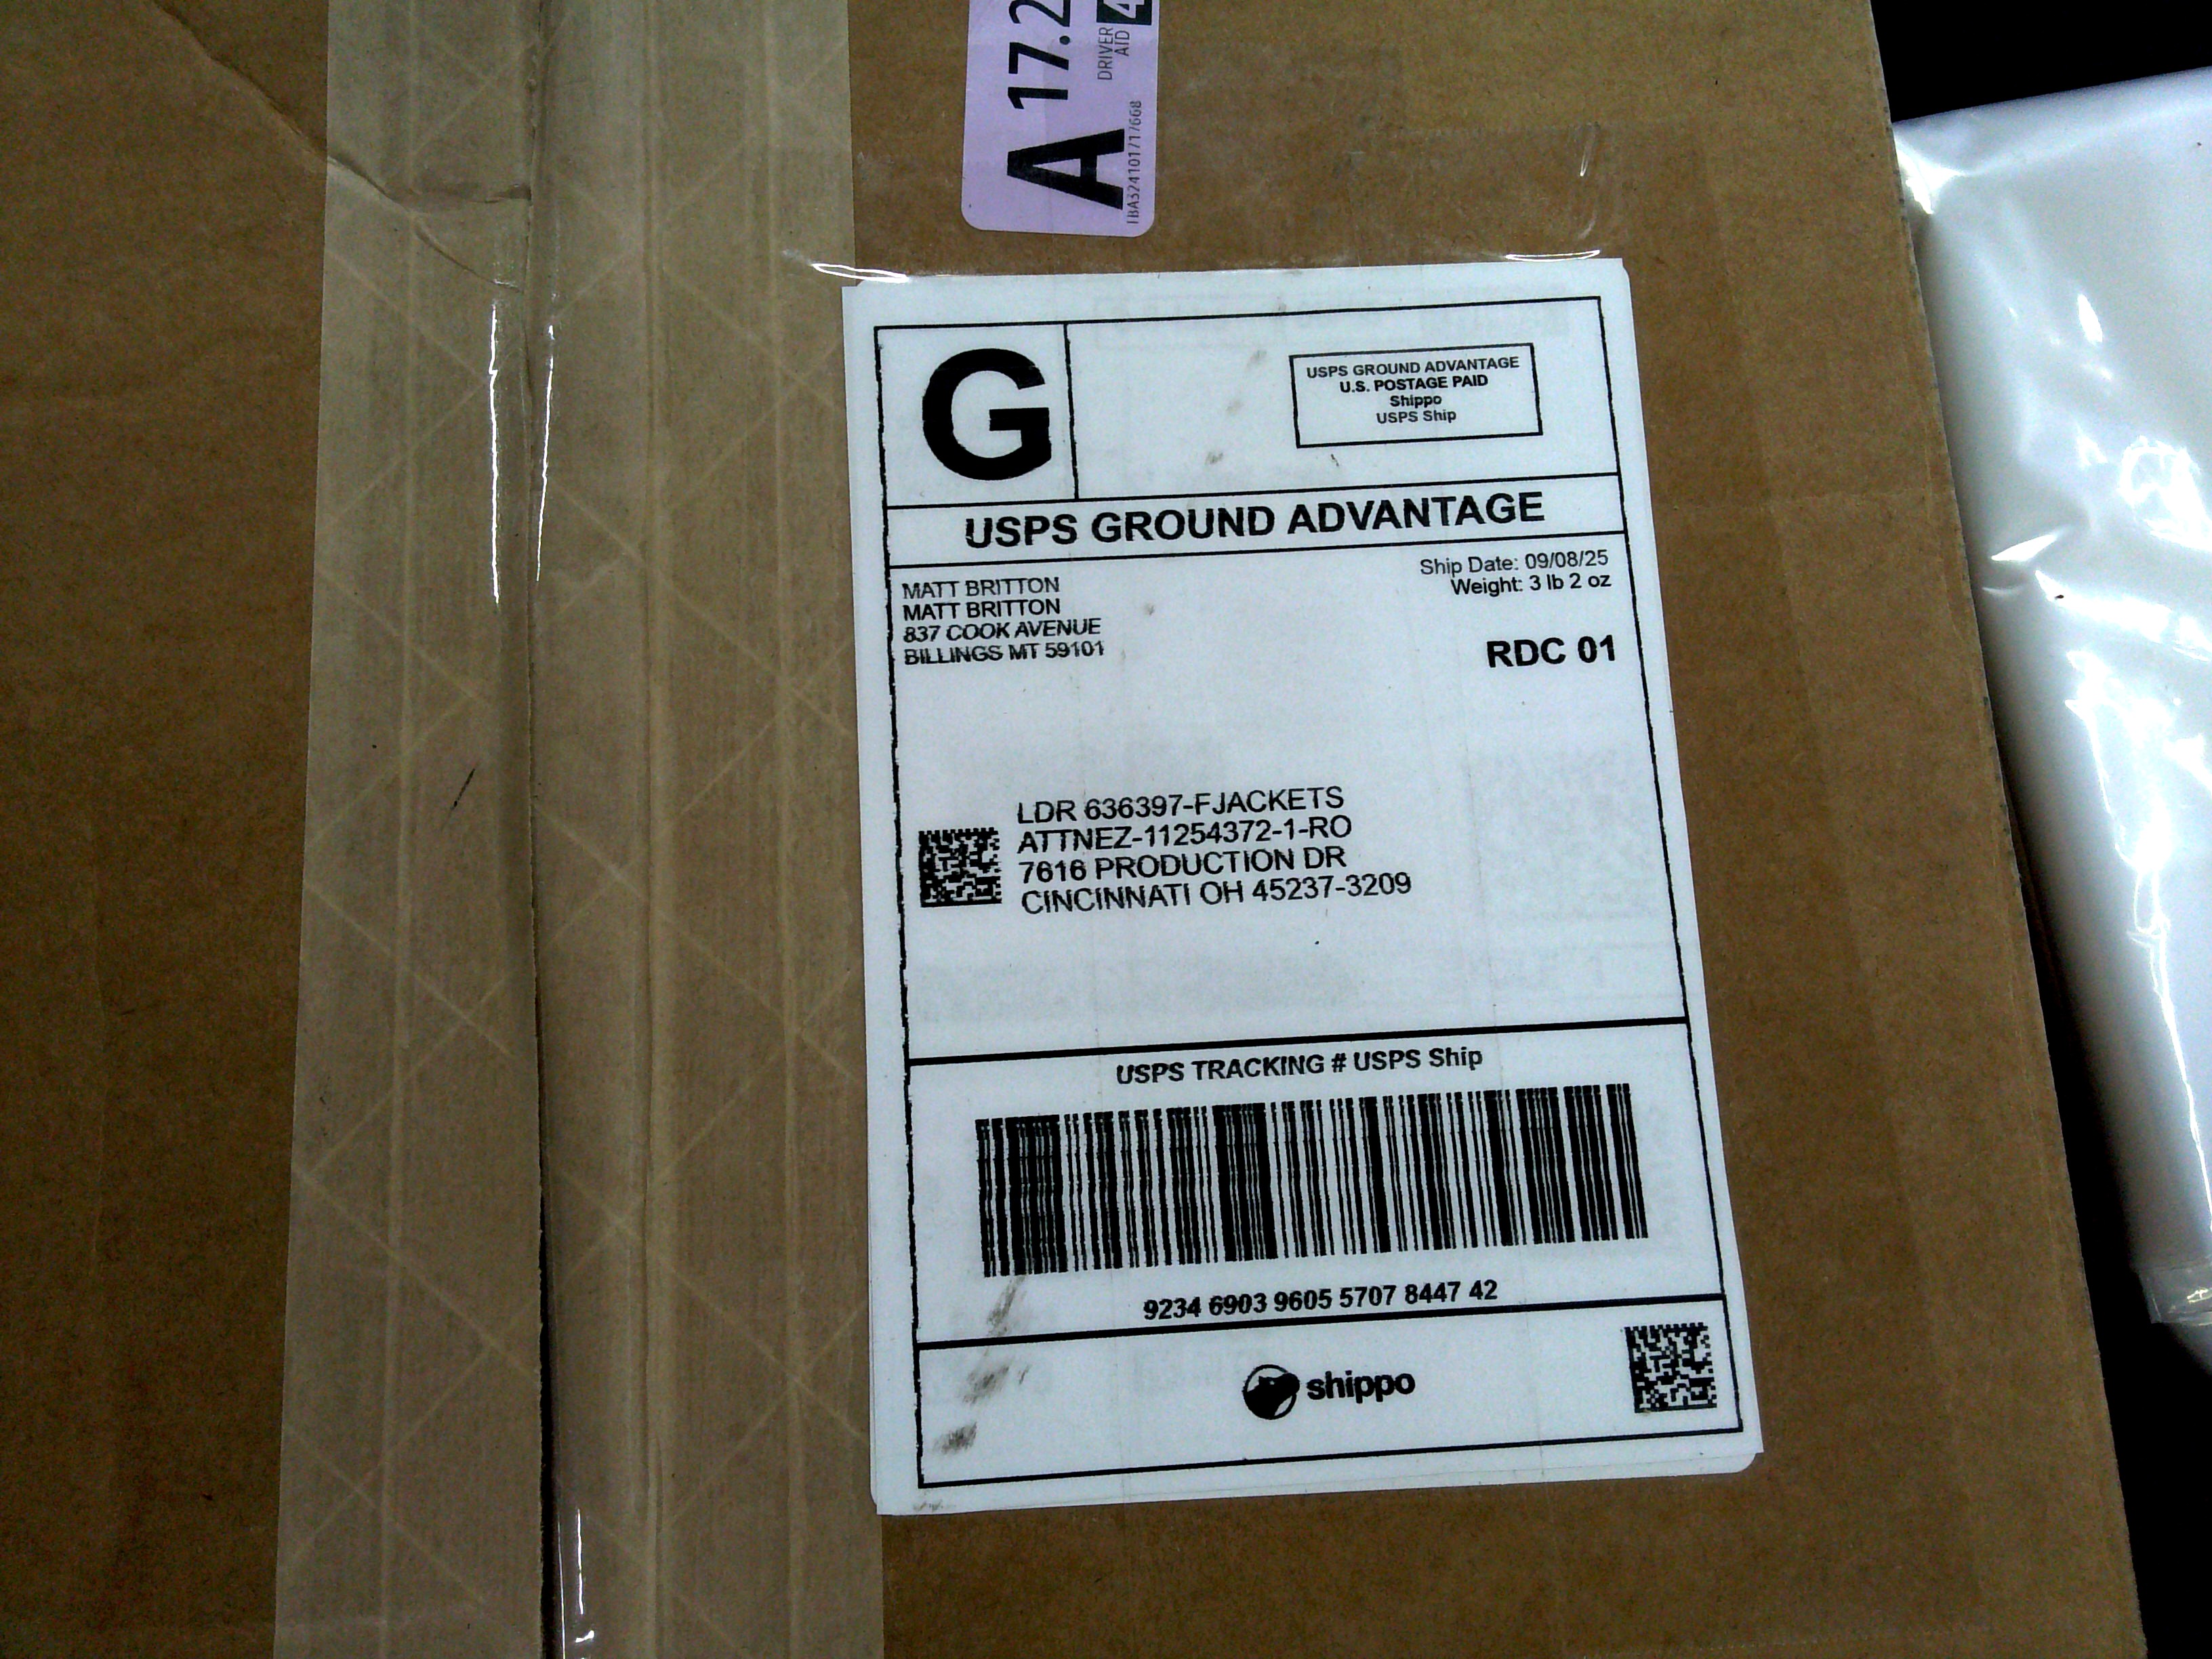 A 17.2
DRIVER
AID 4
G
USPS GROUND ADVANTAGE
U.S. POSTAGE PAID
Shippo
USPS Ship
USPS GROUND ADVANTAGE
Ship Date: 09/08/25
Weight: 3 lb 2 oz
MATT BRITTON
MATT BRITTON
837 COOK AVENUE
BILLINGS MT 59101
RDC 01
LDR 636397-FJACKETS
ATTNEZ-11254372-1-RO
7616 PRODUCTION DR
CINCINNATI OH 45237-3209
USPS TRACKING # USPS Ship
9234 6903 9605 5707 8447 42
shippo